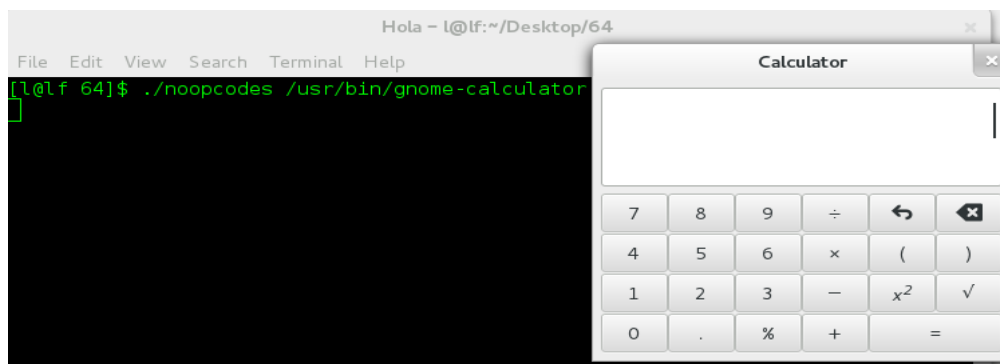 Hola – l@lf:~/Desktop/64
File Edit View Search Terminal Help
[l@lf 64]$ ./noopcodes /usr/bin/gnome-calculator
Calculator
7 8 9 ÷
4 5 6 × ( )
1 2 3 − x² √
0 . % + =